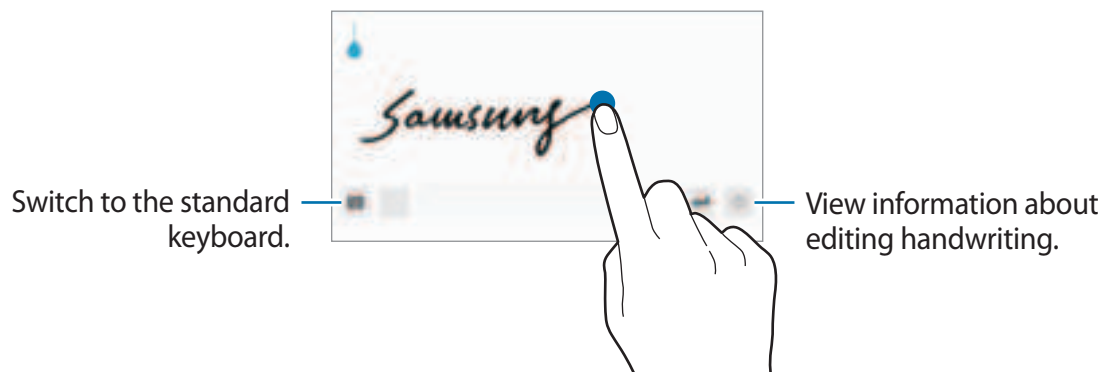 Samsung
Switch to the standard
keyboard.
View information about
editing handwriting.